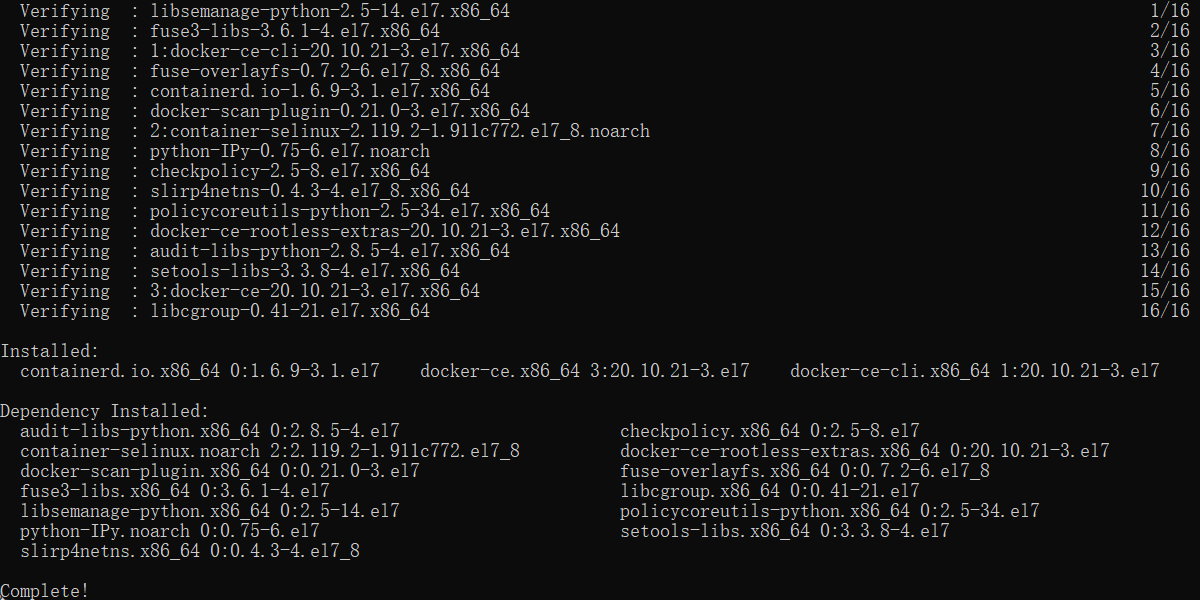 Verifying : libsemanage-python-2.5-14.el7.x86_64 1/16
Verifying : fuse3-libs-3.6.1-4.el7.x86_64 2/16
Verifying : 1:docker-ce-cli-20.10.21-3.el7.x86_64 3/16
Verifying : fuse-overlayfs-0.7.2-6.el7_8.x86_64 4/16
Verifying : containerd.io-1.6.9-3.1.el7.x86_64 5/16
Verifying : docker-scan-plugin-0.21.0-3.el7.x86_64 6/16
Verifying : 2:container-selinux-2.119.2-1.911c772.el7_8.noarch 7/16
Verifying : python-IPy-0.75-6.el7.noarch 8/16
Verifying : checkpolicy-2.5-8.el7.x86_64 9/16
Verifying : slirp4netns-0.4.3-4.el7_8.x86_64 10/16
Verifying : policycoreutils-python-2.5-34.el7.x86_64 11/16
Verifying : docker-ce-rootless-extras-20.10.21-3.el7.x86_64 12/16
Verifying : audit-libs-python-2.8.5-4.el7.x86_64 13/16
Verifying : setools-libs-3.3.8-4.el7.x86_64 14/16
Verifying : 3:docker-ce-20.10.21-3.el7.x86_64 15/16
Verifying : libcgroup-0.41-21.el7.x86_64 16/16
Installed:
containerd.io.x86_64 0:1.6.9-3.1.el7 docker-ce.x86_64 3:20.10.21-3.el7 docker-ce-cli.x86_64 1:20.10.21-3.el7
Dependency Installed:
audit-libs-python.x86_64 0:2.8.5-4.el7 checkpolicy.x86_64 0:2.5-8.el7
container-selinux.noarch 2:2.119.2-1.911c772.el7_8 docker-ce-rootless-extras.x86_64 0:20.10.21-3.el7
docker-scan-plugin.x86_64 0:0.21.0-3.el7 fuse-overlayfs.x86_64 0:0.7.2-6.el7_8
fuse3-libs.x86_64 0:3.6.1-4.el7 libcgroup.x86_64 0:0.41-21.el7
libsemanage-python.x86_64 0:2.5-14.el7 policycoreutils-python.x86_64 0:2.5-34.el7
python-IPy.noarch 0:0.75-6.el7 setools-libs.x86_64 0:3.3.8-4.el7
slirp4netns.x86_64 0:0.4.3-4.el7_8
Complete!